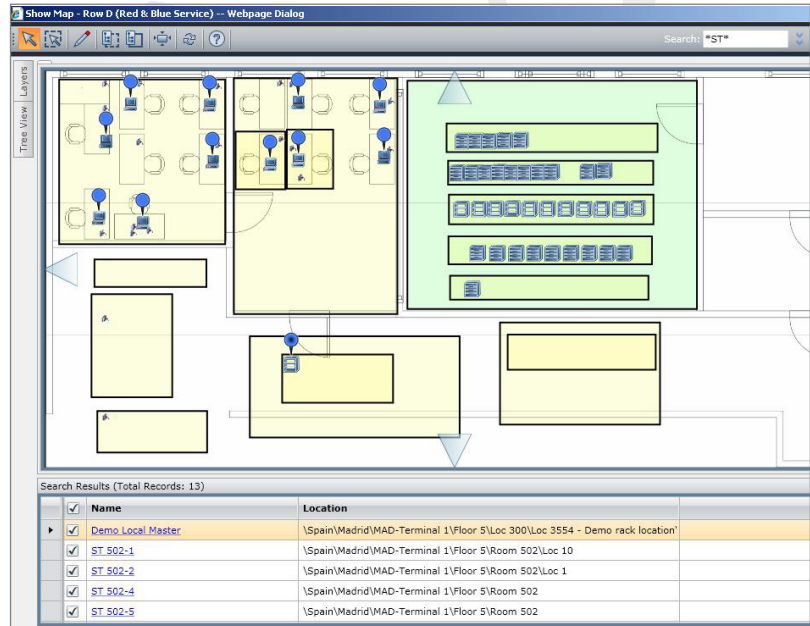 Show Map - Row D (Red & Blue Service) -- Webpage Dialog
Search: *ST*
Layers
Tree View
Search Results (Total Records: 13)
Name Location
Demo Local Master \Spain\Madrid\MAD-Terminal 1\Floor 5\Loc 300\Loc 3554 - Demo rack location'
ST 502-1 \Spain\Madrid\MAD-Terminal 1\Floor 5\Room 502\Loc 10
ST 502-2 \Spain\Madrid\MAD-Terminal 1\Floor 5\Room 502\Loc 1
ST 502-4 \Spain\Madrid\MAD-Terminal 1\Floor 5\Room 502
ST 502-5 \Spain\Madrid\MAD-Terminal 1\Floor 5\Room 502